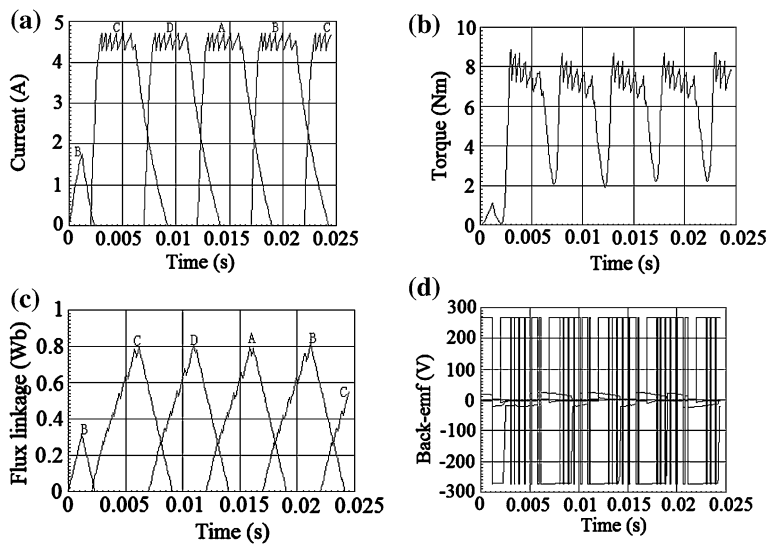 (a)
5
4
3
2
1
0
Current (A)
C D A B C
B
0 0.005 0.01 0.015 0.02 0.025
Time (s)
(b)
10
8
6
4
2
0
Torque (Nm)
0 0.005 0.01 0.015 0.02 0.025
Time (s)
(c)
1
0.8
0.6
0.4
0.2
0
Flux linkage (Wb)
C D A B
B
C
0 0.005 0.01 0.015 0.02 0.025
Time (s)
(d)
300
200
100
0
-100
-200
-300
Back-emf (V)
0 0.005 0.01 0.015 0.02 0.025
Time (s)